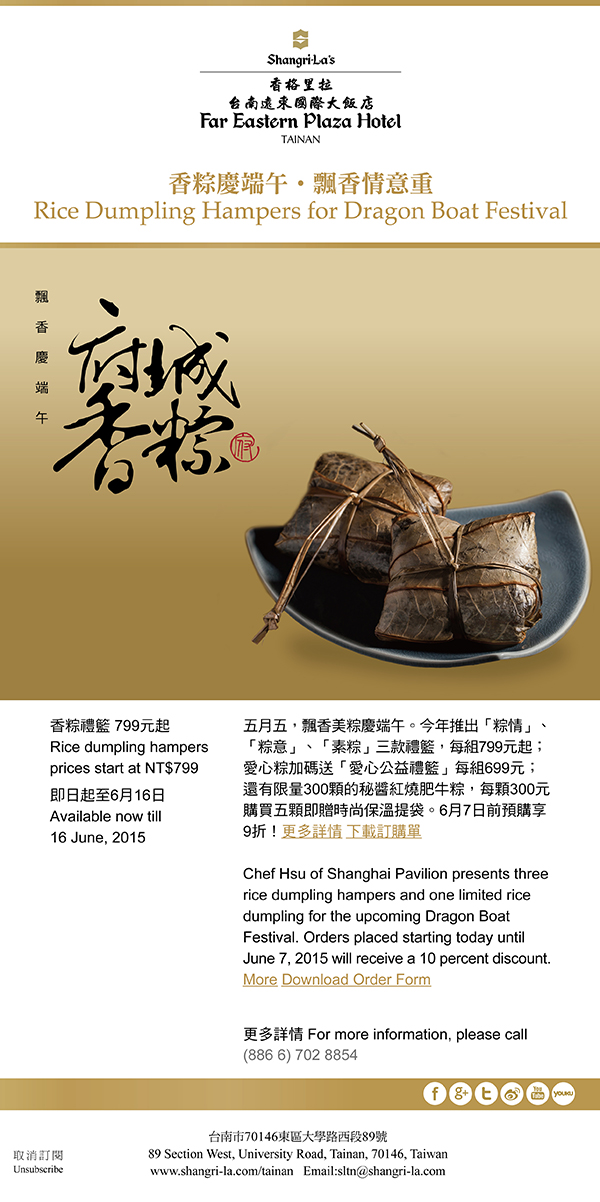 Shangri-La's
香格里拉
台南遠東國際大飯店
Far Eastern Plaza Hotel
TAINAN
香粽慶端午・飄香情意重
Rice Dumpling Hampers for Dragon Boat Festival
飄香慶端午
府城
香粽
香粽禮籃 799元起
Rice dumpling hampers
prices start at NT$799
即日起至6月16日
Available now till
16 June, 2015
五月五，飄香美粽慶端午。今年推出「粽情」、
「粽意」、「素粽」三款禮籃，每組799元起；
愛心粽加碼送「愛心公益禮籃」每組699元；
還有限量300顆的秘醬紅燒肥牛粽，每顆300元
購買五顆即贈時尚保溫提袋。6月7日前預購享
9折！更多詳情 下載訂購單
Chef Hsu of Shanghai Pavilion presents three
rice dumpling hampers and one limited rice
dumpling for the upcoming Dragon Boat
Festival. Orders placed starting today until
June 7, 2015 will receive a 10 percent discount.
More Download Order Form
更多詳情 For more information, please call
(886 6) 702 8854
You Tube
YOUKU
台南市70146東區大學路西段89號
89 Section West, University Road, Tainan, 70146, Taiwan
www.shangri-la.com/tainan Email:sltn@shangri-la.com
取消訂閱
Unsubscribe